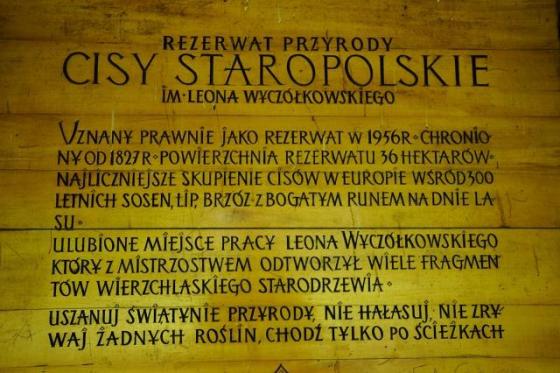 REZERWAT PRZYRODY
CISY STAROPOLSKIE
IM·LEONA WYCZÓŁKOWSKIEGO
UZNANY PRAWNIE JAKO REZERWAT W 1956R·CHRONIO-
NY OD 1827R·POWIERZCHNIA REZERWATU 36 HEKTARÓW·
NAJLICZNIEJSZE SKUPIENIE CISÓW W EUROPIE WŚRÓD 300
LETNICH SOSEN, LIP, BRZÓZ Z BOGATYM RUNEM NA DNIE LA
SU·
ULUBIONE MIEJSCE PRACY LEONA WYCZÓŁKOWSKIEGO
KTÓRY Z MISTRZOSTWEM ODTWORZYŁ WIELE FRAGMEN
TÓW WIERZCHLASKIEGO STARODRZEWIA·
USZANUJ ŚWIATYNIE PRZYRODY, NIE HAŁASUJ, NIE ZRY-
WAJ ŻADNYCH ROŚLIN, CHODŹ TYLKO PO ŚCIEŻKACH